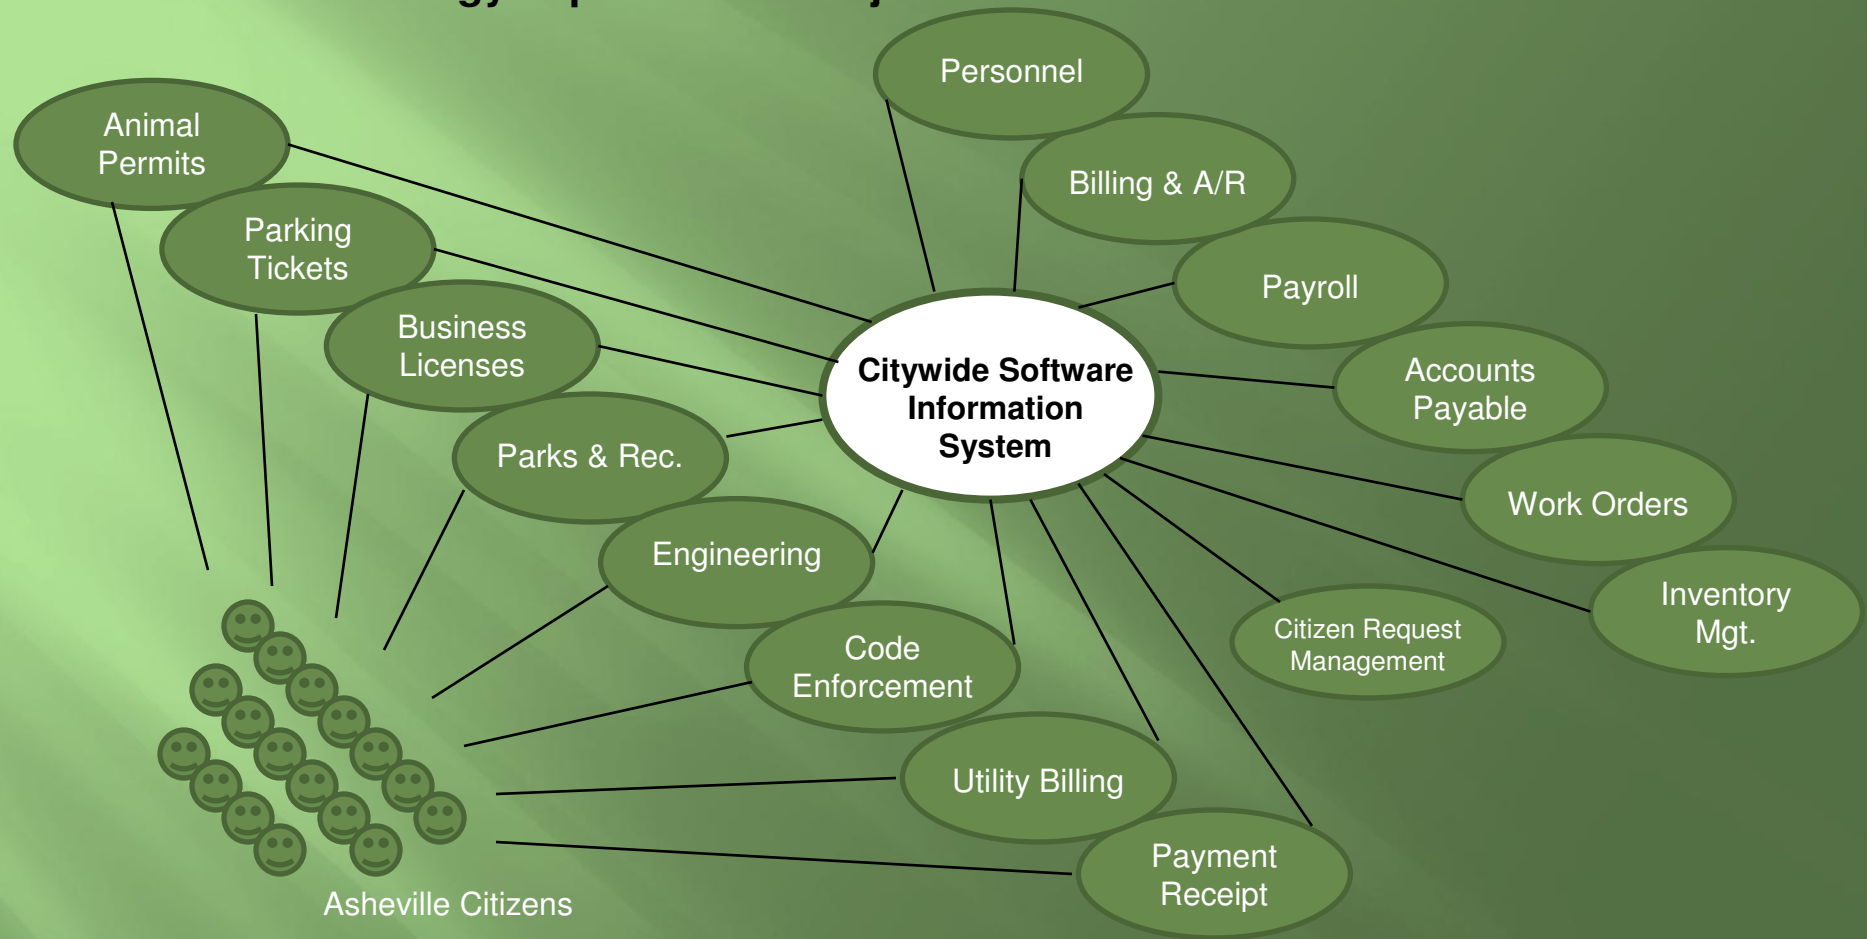 Personnel
Animal
Permits
Billing & A/R
Parking
Tickets
Payroll
Business
Licenses
Citywide Software
Information
System
Accounts
Payable
Parks & Rec.
Work Orders
Engineering
Inventory
Mgt.
Citizen Request
Management
Code
Enforcement
Utility Billing
Payment
Receipt
Asheville Citizens